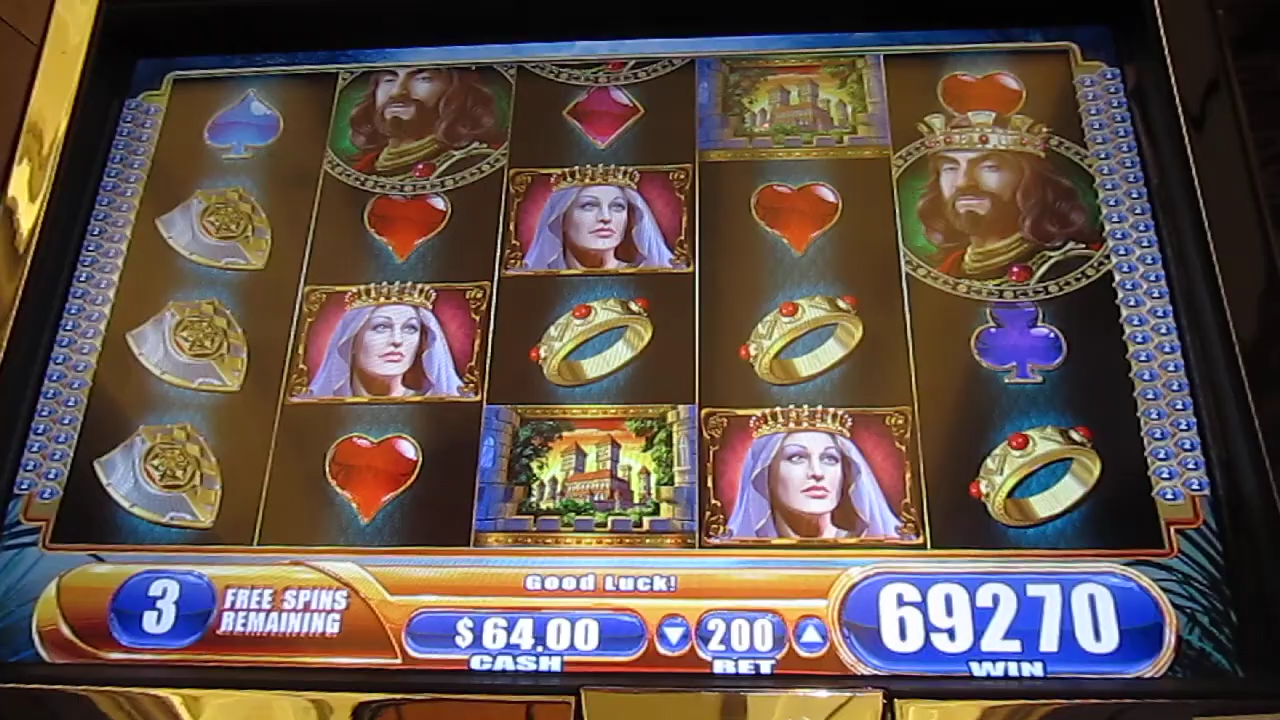 3
FREE SPINS
REMAINING
Good Luck!
$64.00
CASH
200
BET
69270
WIN